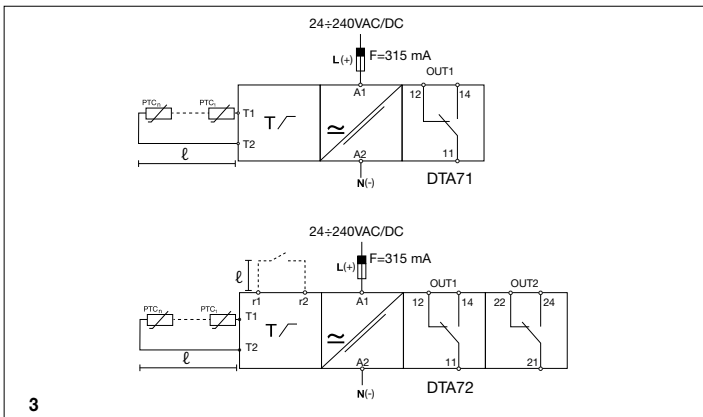 24÷240VAC/DC
L(+) F=315 mA
OUT1
A1 12 14
PTCn PTC1 T1
T
T2
≃
ℓ
A2 11
N(-) DTA71
24÷240VAC/DC
L(+) F=315 mA
ℓ
OUT1 OUT2
r1 r2 A1 12 14 22 24
PTCn PTC1 T1
T
T2
≃
ℓ
A2 11 21
N(-) DTA72
3